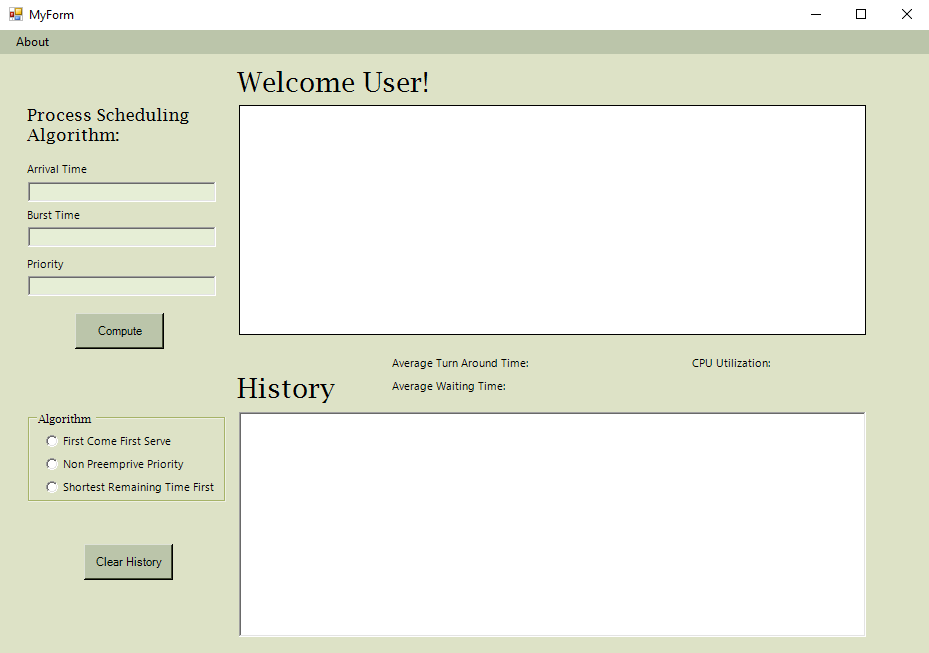 MyForm
About
Welcome User!
Process Scheduling
Algorithm:
Arrival Time
Burst Time
Priority
Compute
Average Turn Around Time:
CPU Utilization:
History
Average Waiting Time:
Algorithm
First Come First Serve
Non Preemprive Priority
Shortest Remaining Time First
Clear History